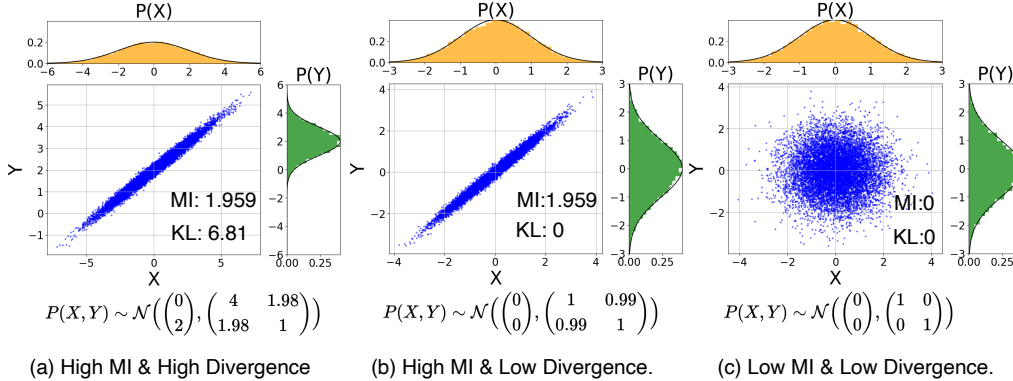 P(X)
0.2
0.0
−6 −4 −2 0 2 4 6
P(Y)
5
4
3
2
1
0
−1
Y
MI: 1.959
KL: 6.81
−5 0 5
X
6
4
2
0
−2
−4
−6
0.00 0.25
P(X,Y) ∼ 𝒩((0 2), (4 1.98 1.98 1))
(a) High MI & High Divergence
P(X)
0.2
0.0
−3 −2 −1 0 1 2 3
P(Y)
4
2
0
−2
Y
MI:1.959
KL: 0
−4 −2 0 2 4
X
3
2
1
0
−1
−2
−3
0.00 0.25
P(X,Y) ∼ 𝒩((0 0), (1 0.99 0.99 1))
(b) High MI & Low Divergence.
P(X)
0.2
0.0
−3 −2 −1 0 1 2 3
P(Y)
4
2
0
−2
Y
MI:0
KL:0
−4 −2 0 2 4
X
3
2
1
0
−1
−2
−3
0.00 0.25
P(X,Y) ∼ 𝒩((0 0), (1 0 0 1))
(c) Low MI & Low Divergence.